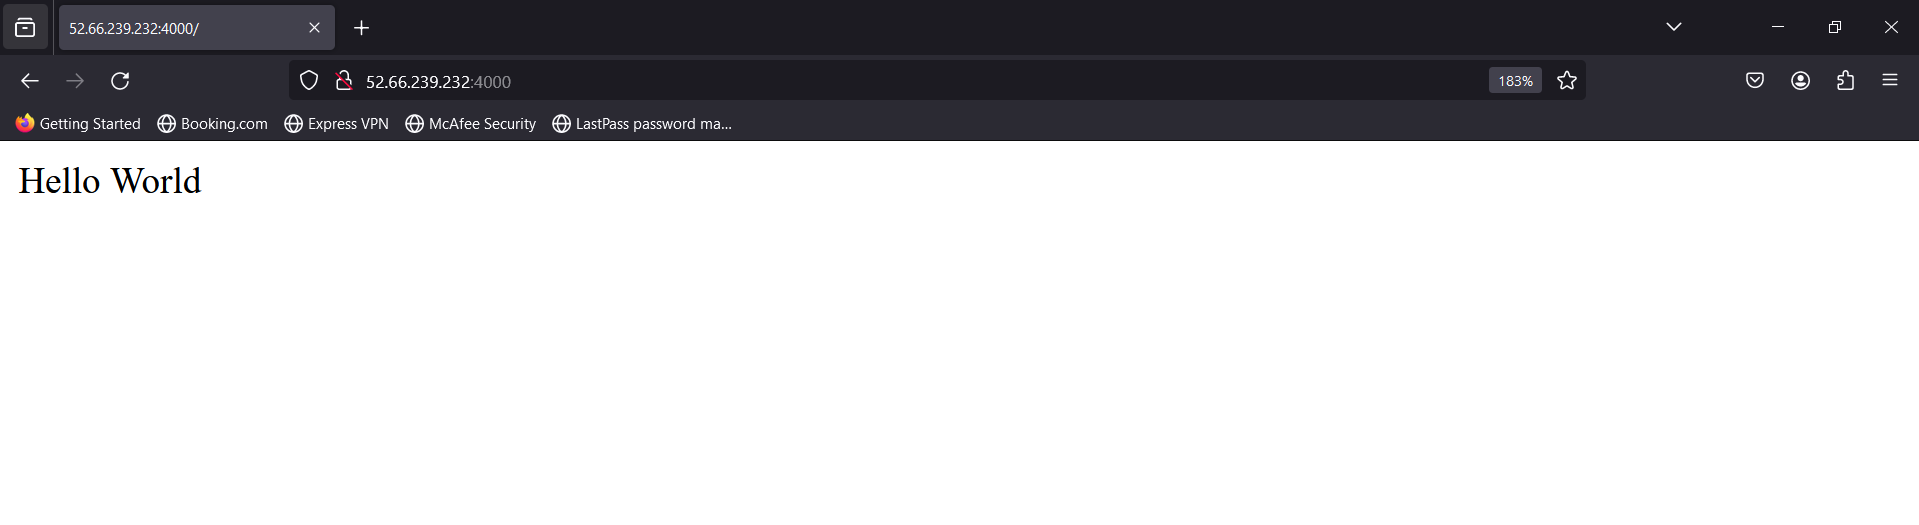 52.66.239.232:4000/
52.66.239.232:4000 183%
Getting Started Booking.com Express VPN McAfee Security LastPass password ma...
Hello World